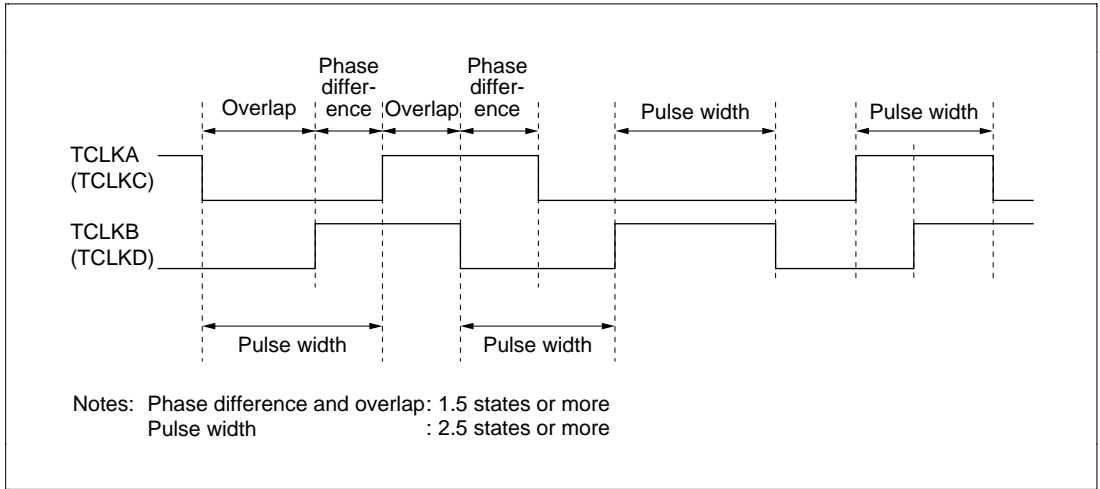 Phase
differ-
ence
Phase
differ-
ence
Overlap
Overlap
Pulse width
Pulse width
TCLKA
(TCLKC)
TCLKB
(TCLKD)
Pulse width
Pulse width
Notes: Phase difference and overlap: 1.5 states or more
Pulse width : 2.5 states or more